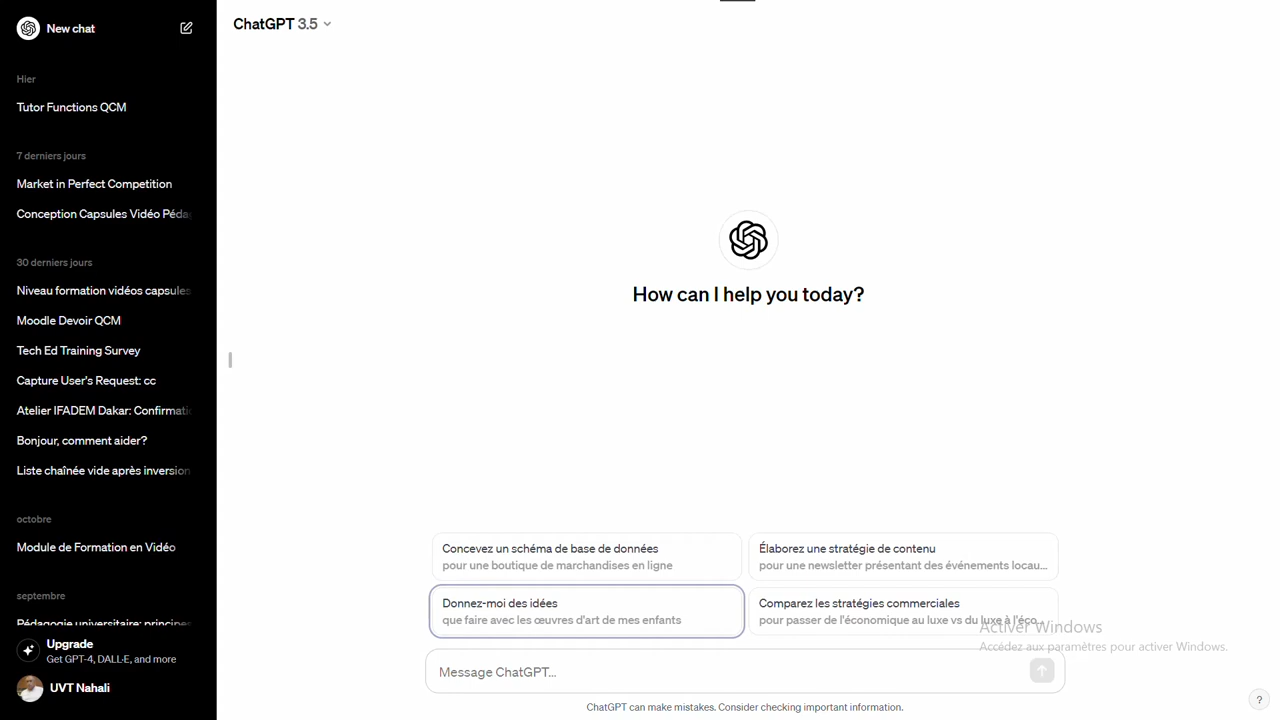 New chat
Hier
Tutor Functions QCM
7 derniers jours
Market in Perfect Competition
Conception Capsules Vidéo Péda
30 derniers jours
Niveau formation vidéos capsules
Moodle Devoir QCM
Tech Ed Training Survey
Capture User's Request: cc
Atelier IFADEM Dakar: Confirmatio
Bonjour, comment aider?
Liste chaînée vide après inversion
octobre
Module de Formation en Vidéo
septembre
Pédagogie universitaire: principes
Upgrade
Get GPT-4, DALL·E, and more
UVT Nahali
ChatGPT 3.5
How can I help you today?
Concevez un schéma de base de données
pour une boutique de marchandises en ligne
Élaborez une stratégie de contenu
pour une newsletter présentant des événements locau...
Donnez-moi des idées
que faire avec les œuvres d'art de mes enfants
Comparez les stratégies commerciales
pour passer de l'économique au luxe vs du luxe à l'éco...
Activer Windows
Accédez aux paramètres pour activer Windows.
Message ChatGPT...
ChatGPT can make mistakes. Consider checking important information.
?